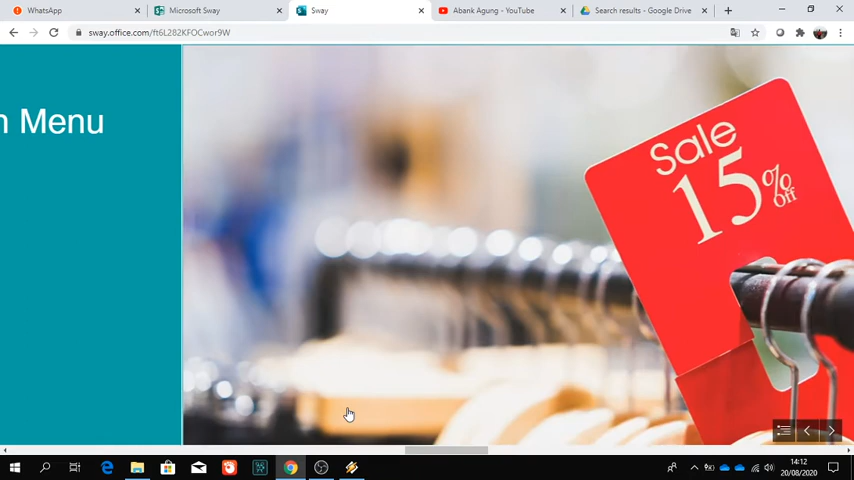 WhatsApp
Microsoft Sway
Sway
Abank Agung - YouTube
Search results - Google Drive
sway.office.com/ft6L282KFOCwor9W
n Menu
Sale
15%
Off
14:12
20/08/2020